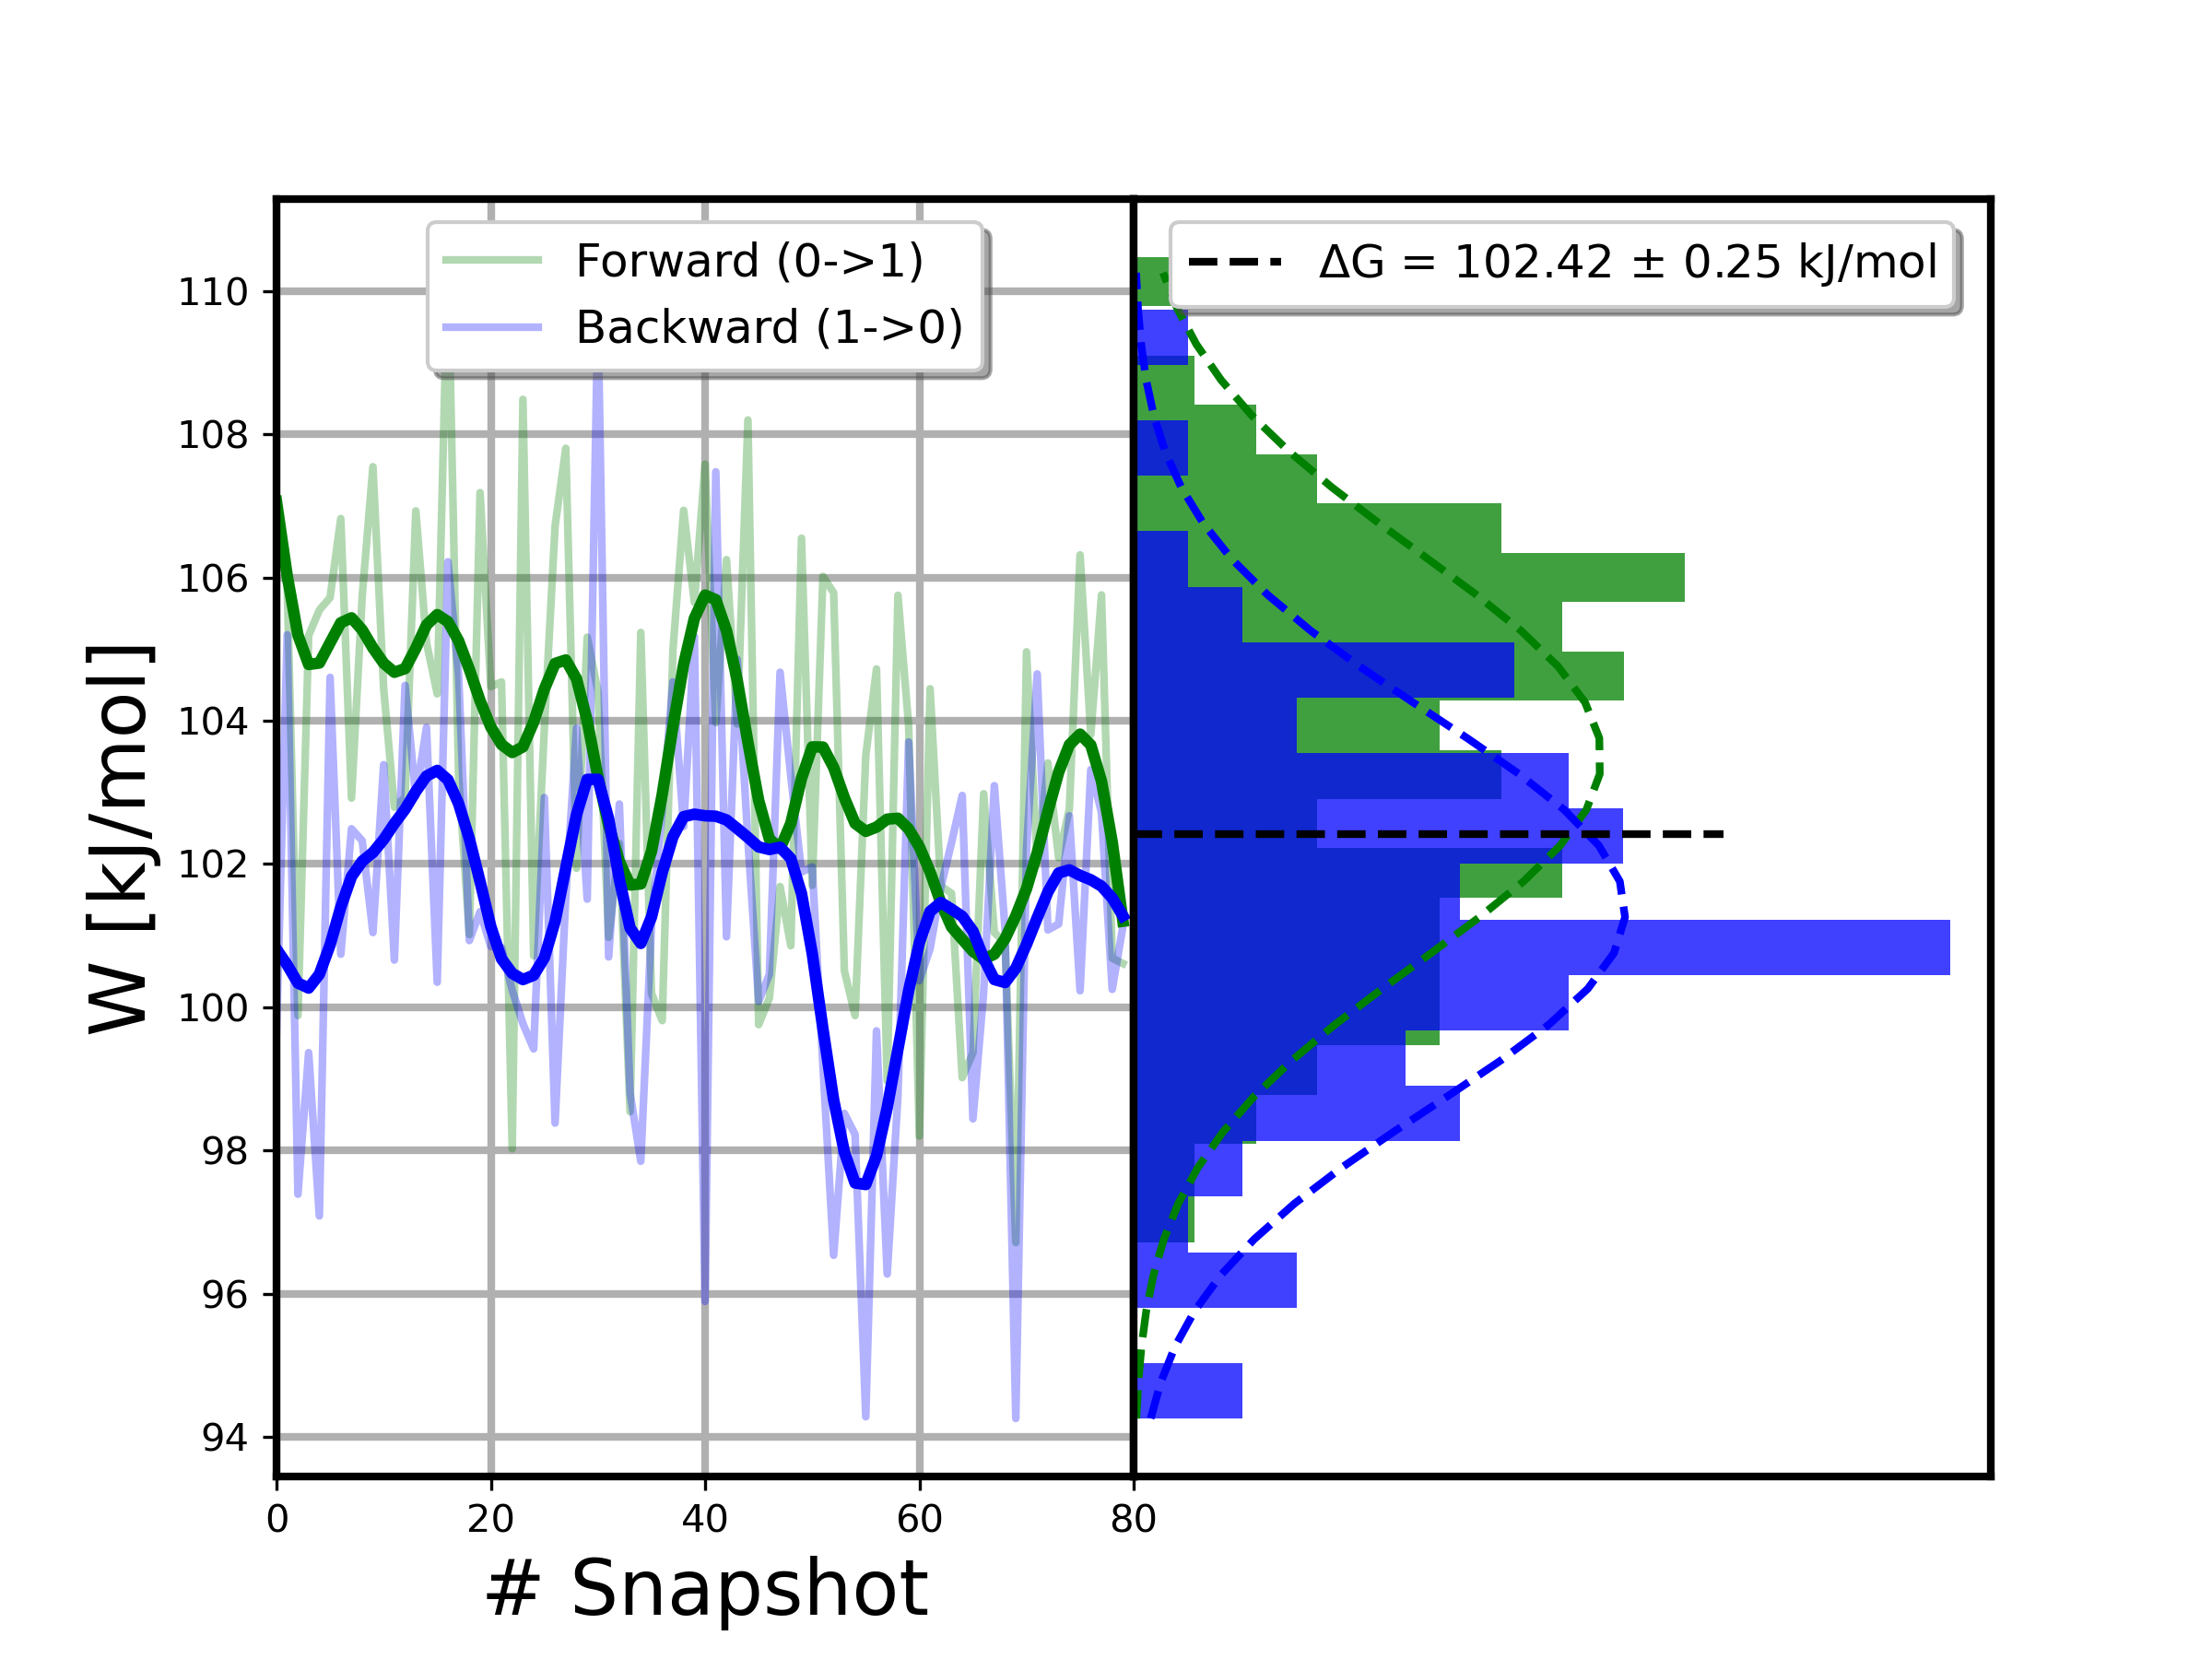 Forward (0->1)
Backward (1->0)
ΔG = 102.42 ± 0.25 kJ/mol
W [kJ/mol]
110
108
106
104
102
100
98
96
94
0 20 40 60 80
# Snapshot